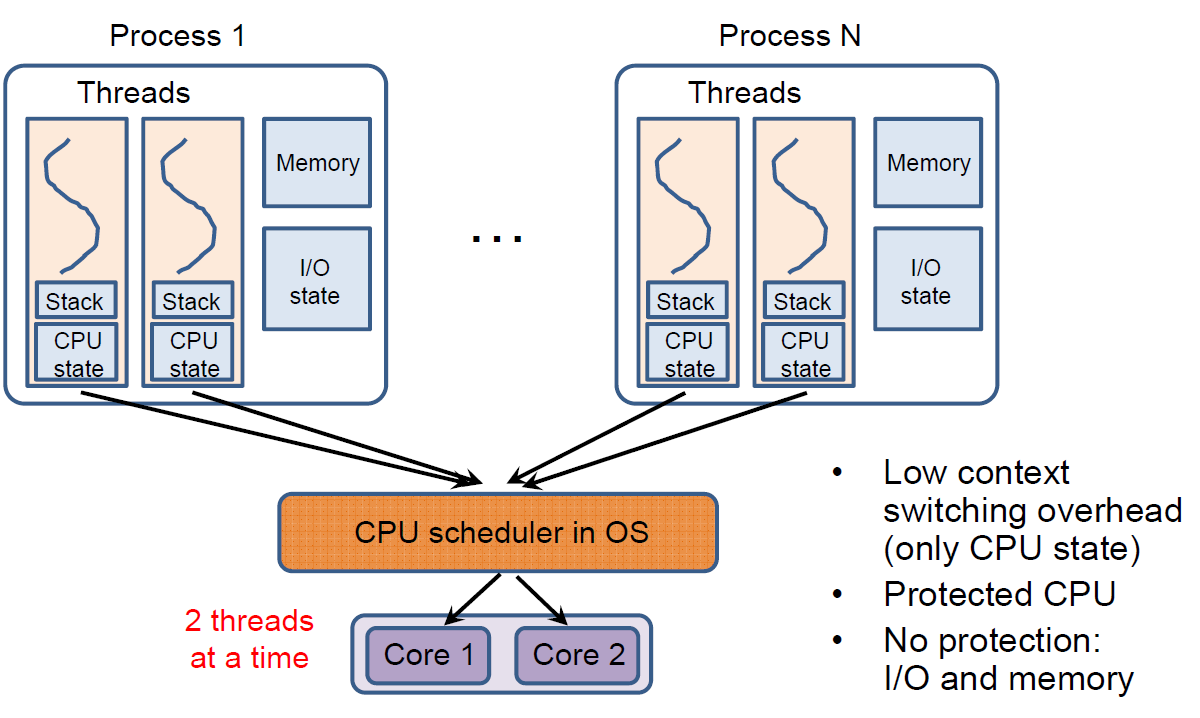 Process 1
Process N
Threads
Threads
Memory
Memory
I/O
state
I/O
state
. . .
Stack
Stack
Stack
Stack
CPU
state
CPU
state
CPU
state
CPU
state
CPU scheduler in OS
2 threads
at a time
Core 1
Core 2
• Low context
switching overhead
(only CPU state)
• Protected CPU
• No protection:
I/O and memory